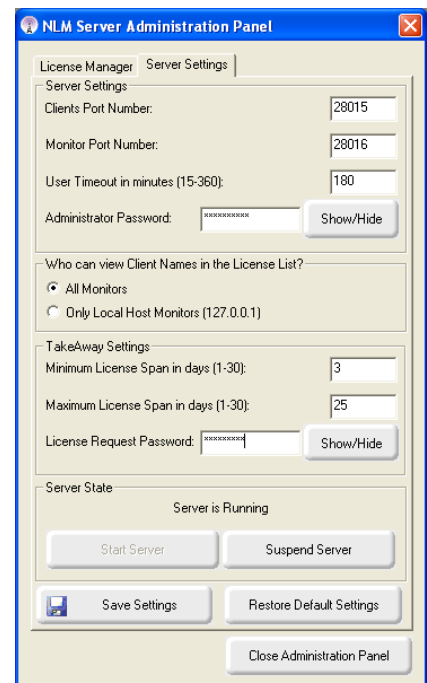 NLM Server Administration Panel
License Manager Server Settings
Server Settings
Clients Port Number: 28015
Monitor Port Number: 28016
User Timeout in minutes (15-360): 180
Administrator Password: ×××××××××× Show/Hide
Who can view Client Names in the License List?
All Monitors
Only Local Host Monitors (127.0.0.1)
TakeAway Settings
Minimum License Span in days (1-30): 3
Maximum License Span in days (1-30): 25
License Request Password: ××××××××× Show/Hide
Server State
Server is Running
Start Server Suspend Server
Save Settings Restore Default Settings
Close Administration Panel